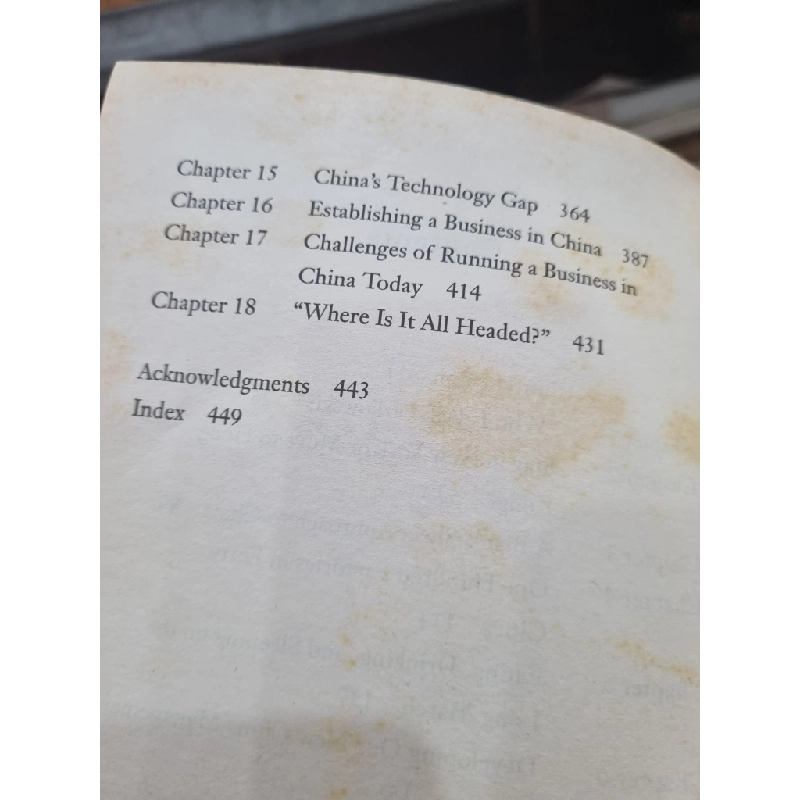 Chapter 15 China's Technology Gap 364
Chapter 16 Establishing a Business in China 387
Chapter 17 Challenges of Running a Business in
China Today 414
Chapter 18 “Where Is It All Headed?” 431
Acknowledgments 443
Index 449